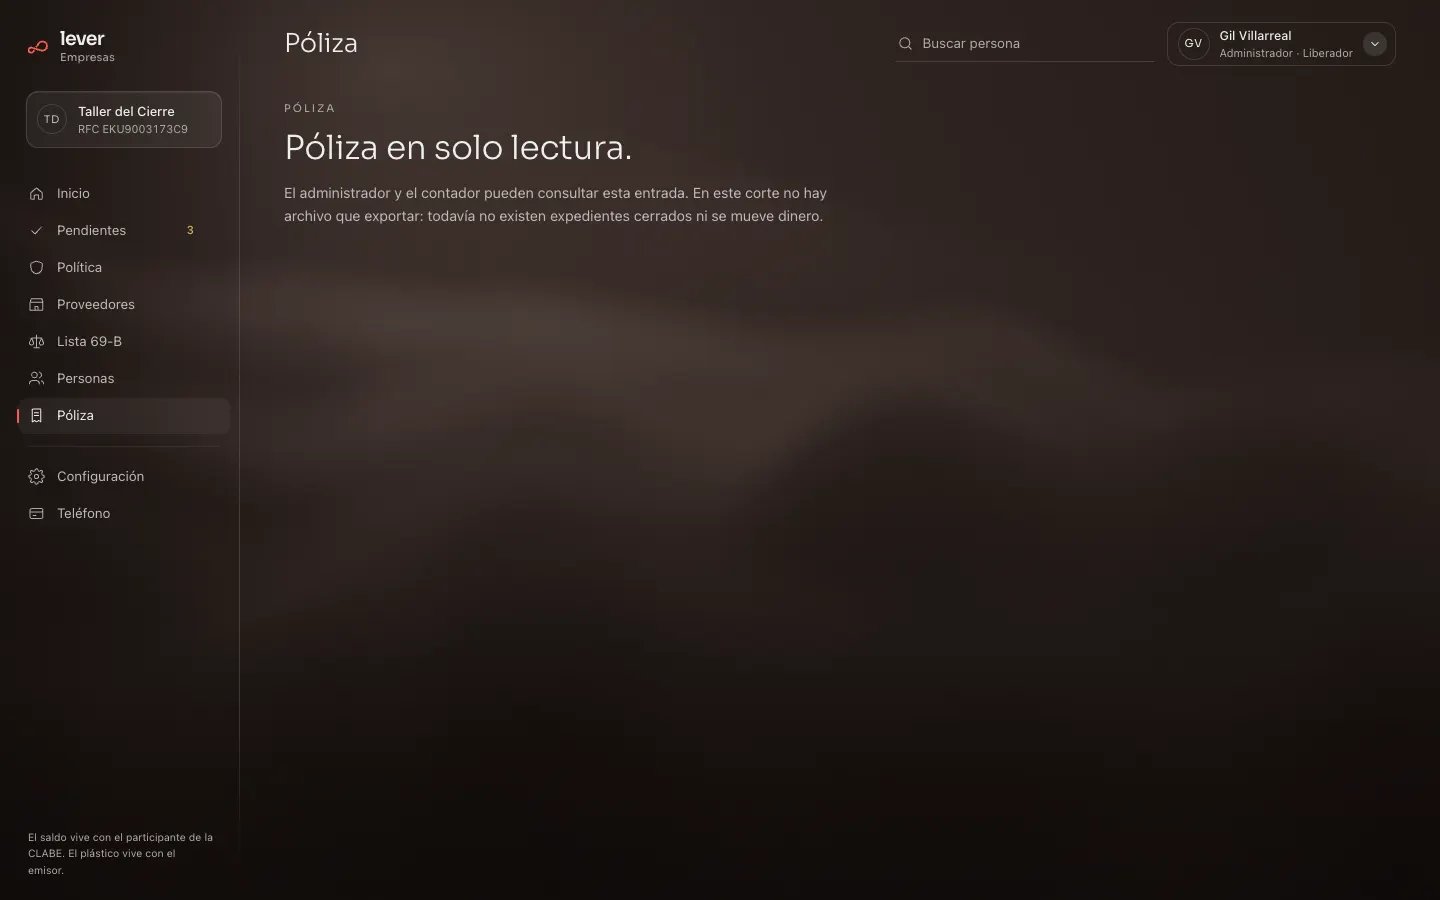 lever
Empresas
TD
Taller del Cierre
RFC EKU9003173C9
Inicio
Pendientes 3
Política
Proveedores
Lista 69-B
Personas
Póliza
Configuración
Teléfono
El saldo vive con el participante de la
CLABE. El plástico vive con el
emisor.
Póliza
Buscar persona
GV
Gil Villarreal
Administrador · Liberador
PÓLIZA
Póliza en solo lectura.
El administrador y el contador pueden consultar esta entrada. En este corte no hay
archivo que exportar: todavía no existen expedientes cerrados ni se mueve dinero.